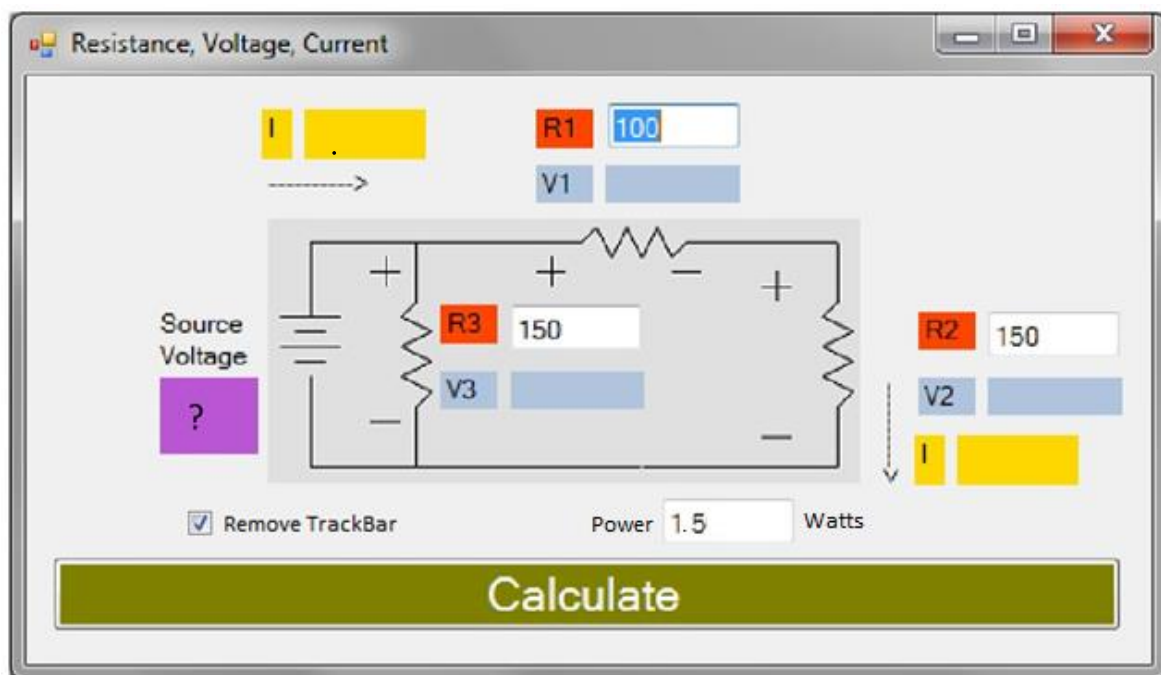 Resistance, Voltage, Current
I
R1 100
V1
Source
Voltage
?
R3 150
V3
R2 150
V2
I
Remove TrackBar
Power 1.5 Watts
Calculate